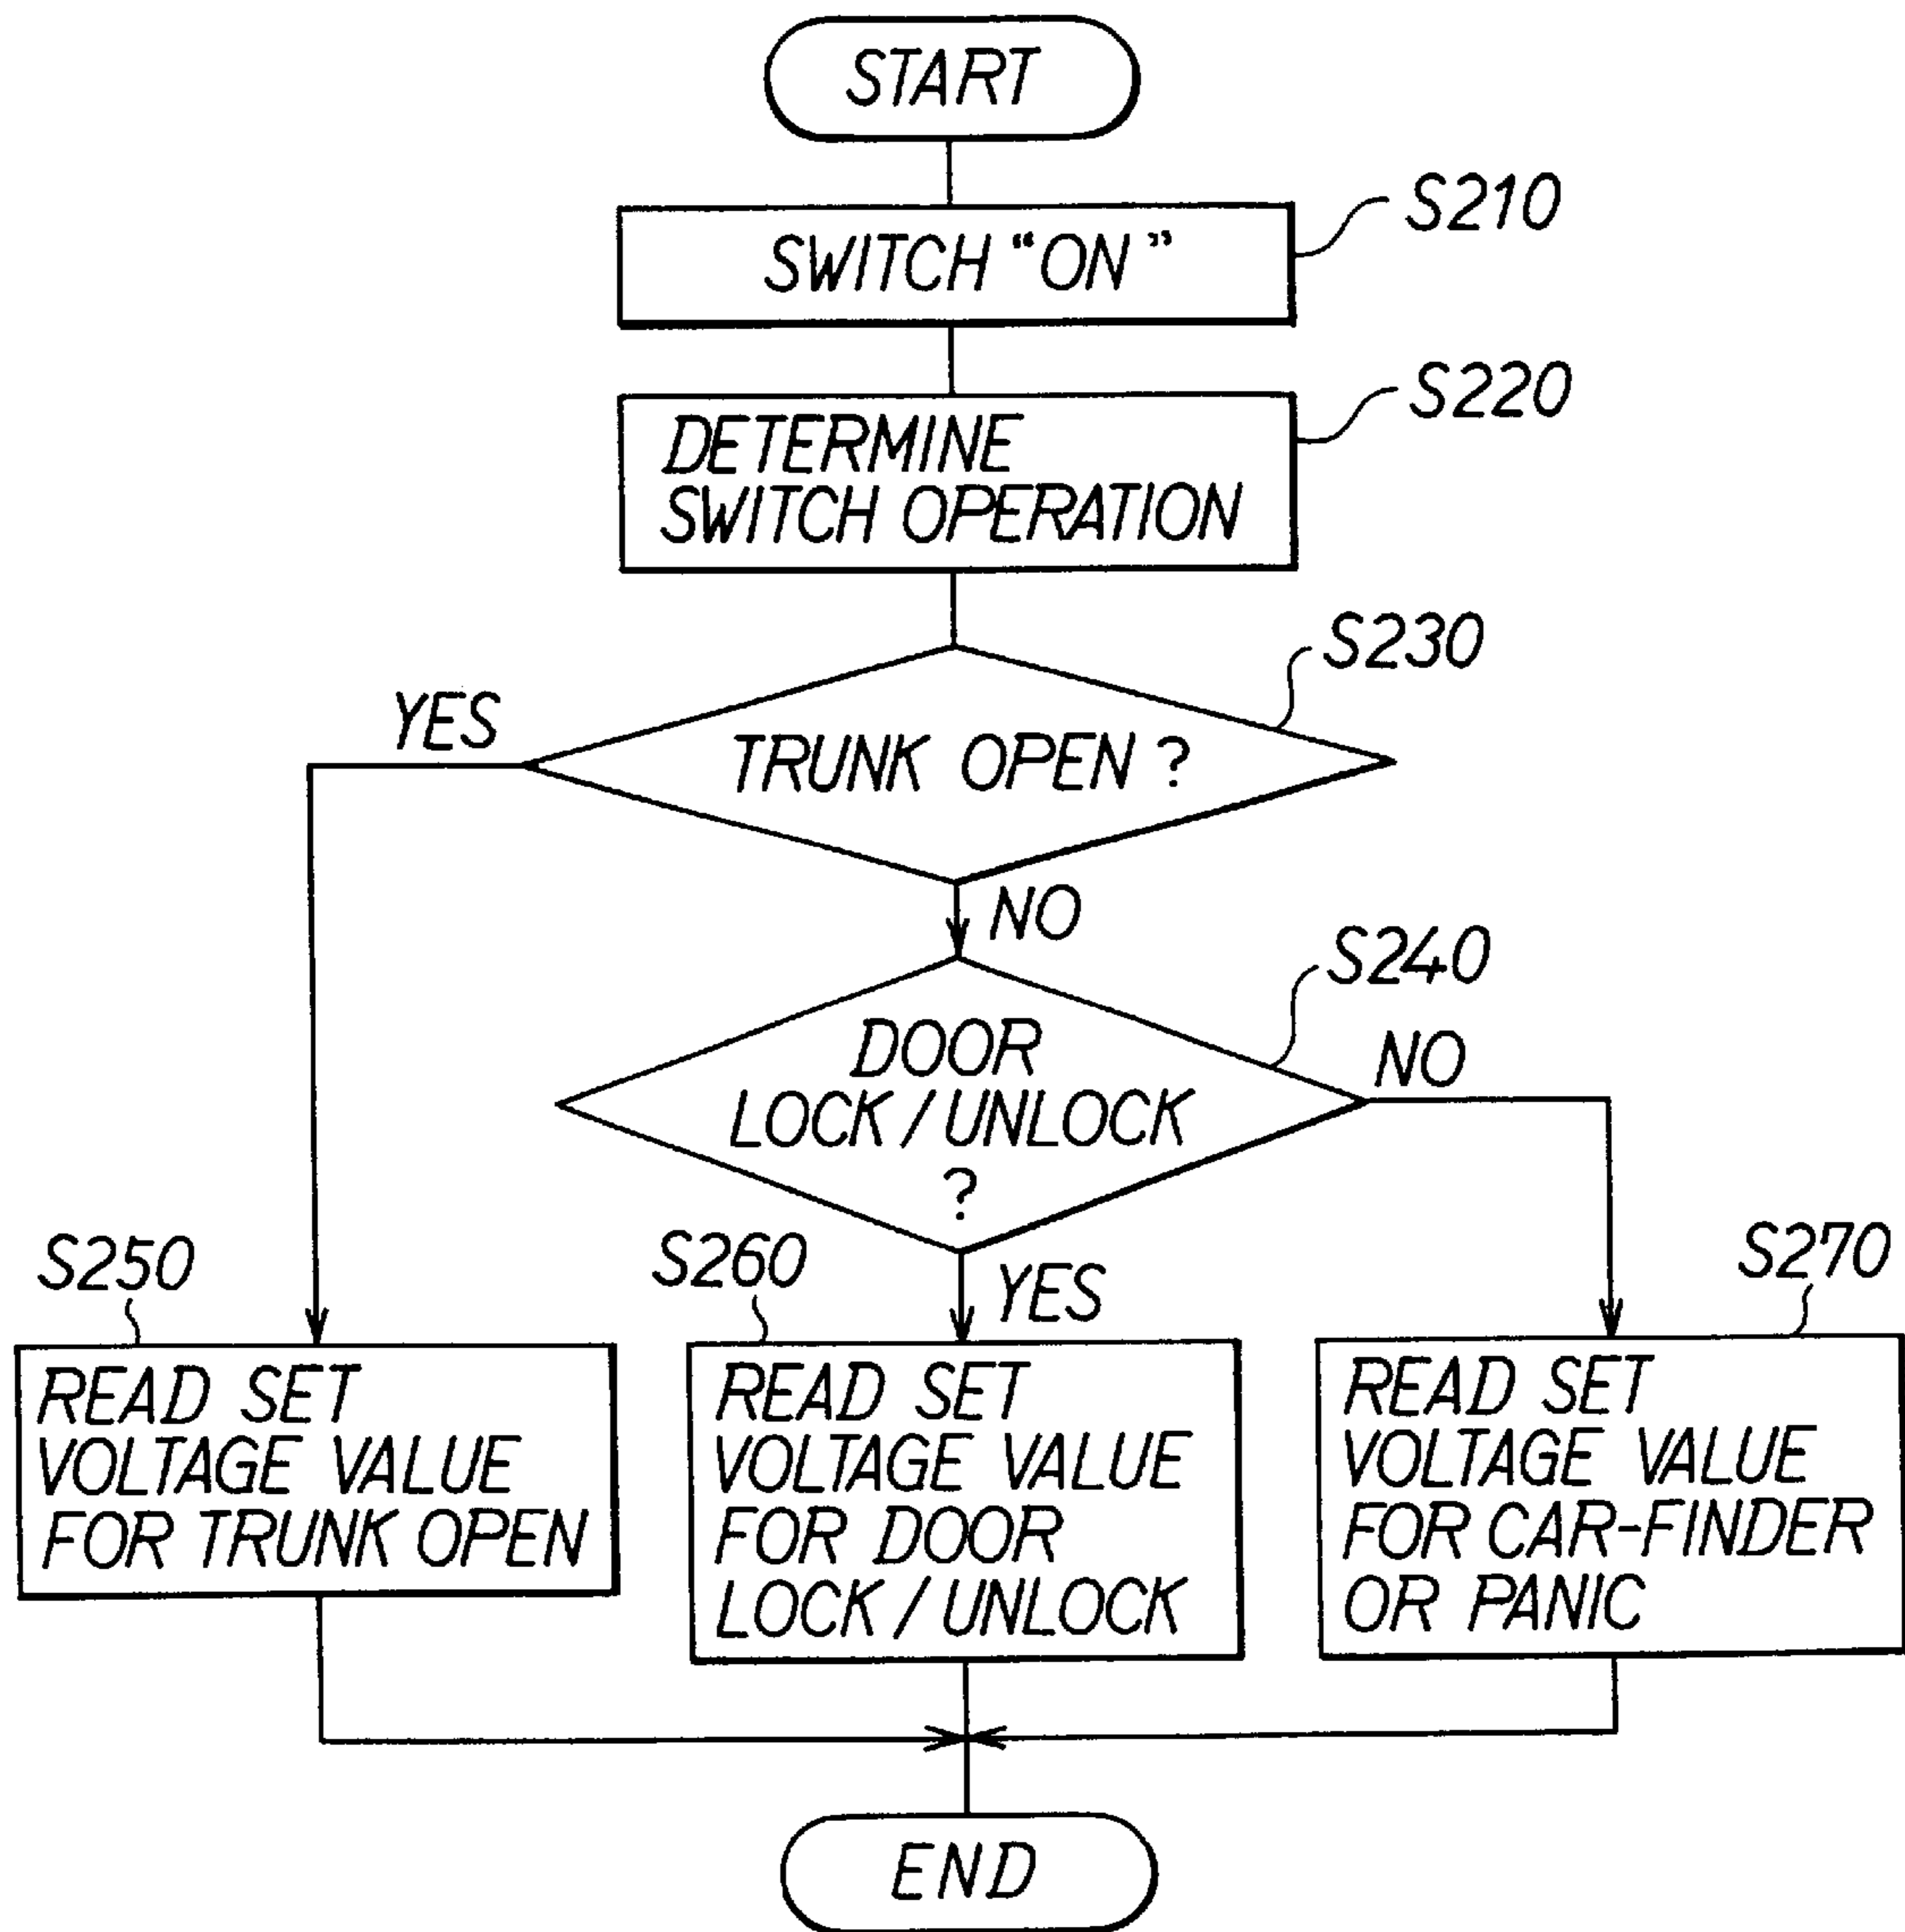 START
S210
SWITCH "ON"
S220
DETERMINE
SWITCH OPERATION
S230
YES
TRUNK OPEN ?
NO
S240
DOOR
LOCK / UNLOCK
?
NO
S250
S260
YES
S270
READ SET
VOLTAGE VALUE
FOR TRUNK OPEN
READ SET
VOLTAGE VALUE
FOR DOOR
LOCK / UNLOCK
READ SET
VOLTAGE VALUE
FOR CAR-FINDER
OR PANIC
END